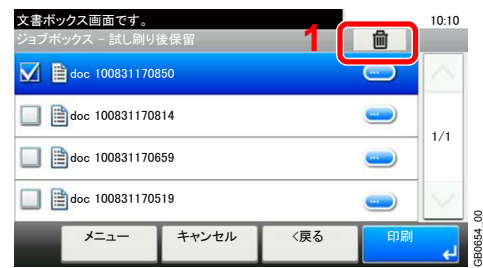 文書ボックス画面です。
10:10
ジョブボックス - 試し刷り後保留
1
doc 100831170850
doc 100831170814
1/1
doc 100831170659
doc 100831170519
メニュー
キャンセル
<戻る
印刷
GB0654_00